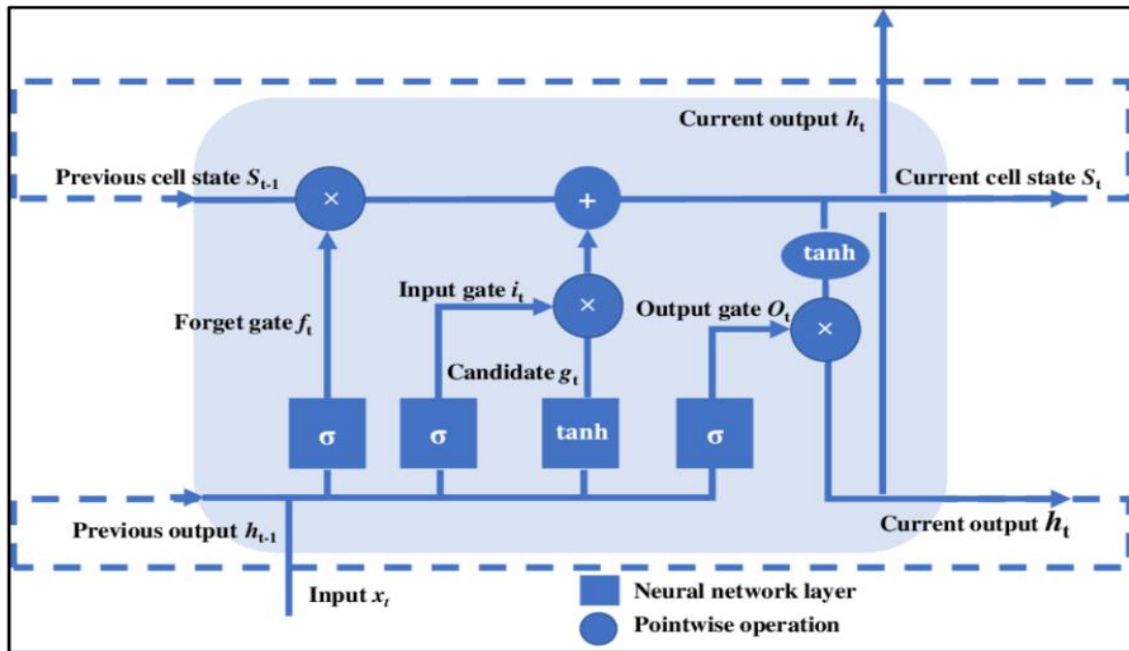 Current output hₜ
Previous cell state Sₜ₋₁
Current cell state Sₜ
×
+
tanh
Input gate iₜ
×
Output gate Oₜ
×
Forget gate fₜ
Candidate gₜ
σ
σ
tanh
σ
Previous output hₜ₋₁
Current output hₜ
Input xₜ
Neural network layer
Pointwise operation